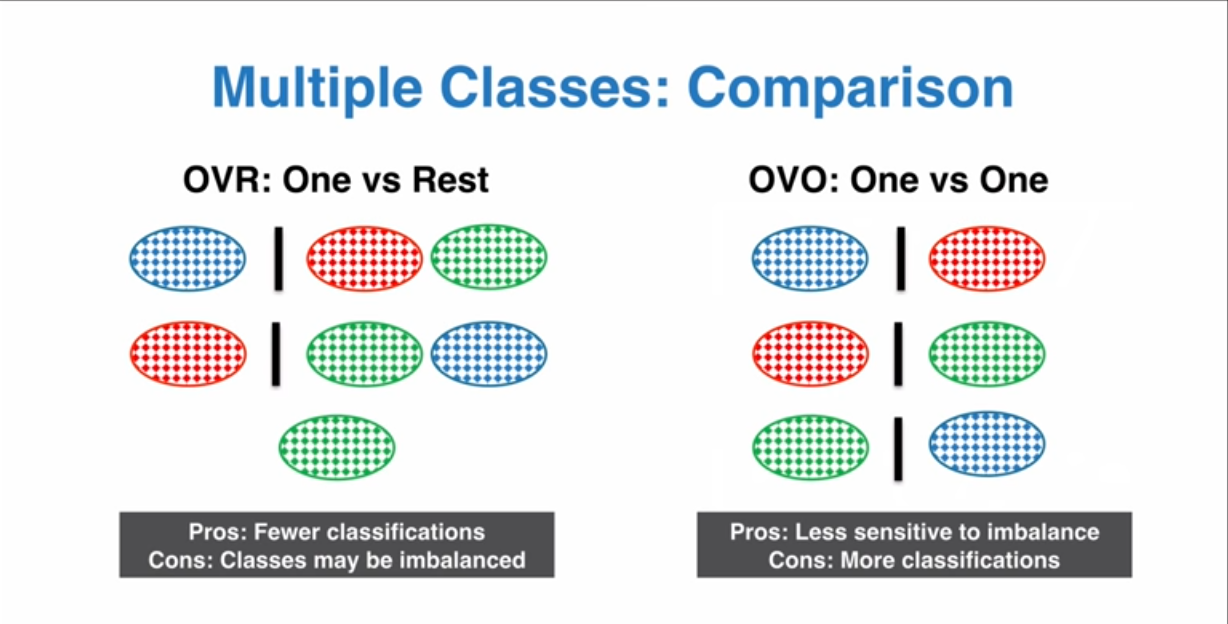 Multiple Classes: Comparison
OVR: One vs Rest
Pros: Fewer classifications
Cons: Classes may be imbalanced
OVO: One vs One
Pros: Less sensitive to imbalance
Cons: More classifications